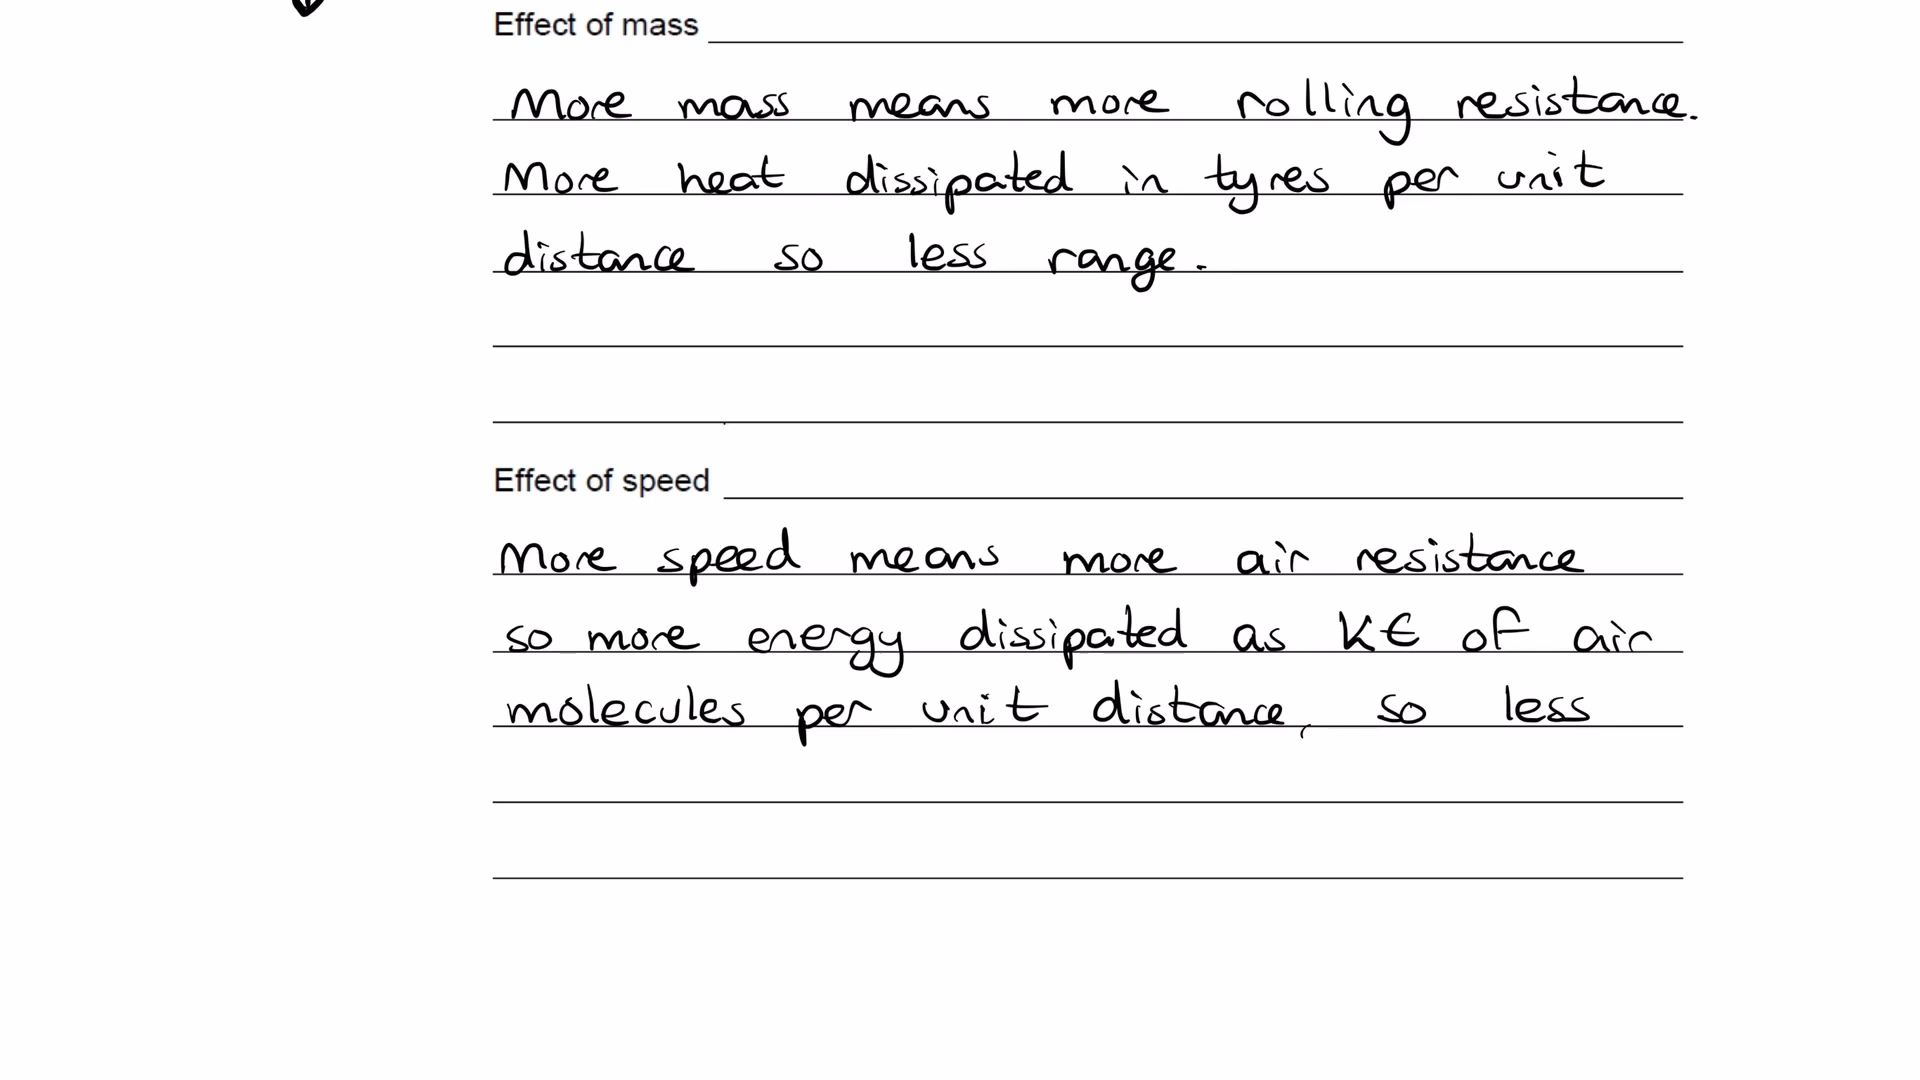 Effect of mass
More mass means more rolling resistance.
More heat dissipated in tyres per unit
distance so less range.
Effect of speed
More speed means more air resistance
so more energy dissipated as KE of air
molecules per unit distance, so less